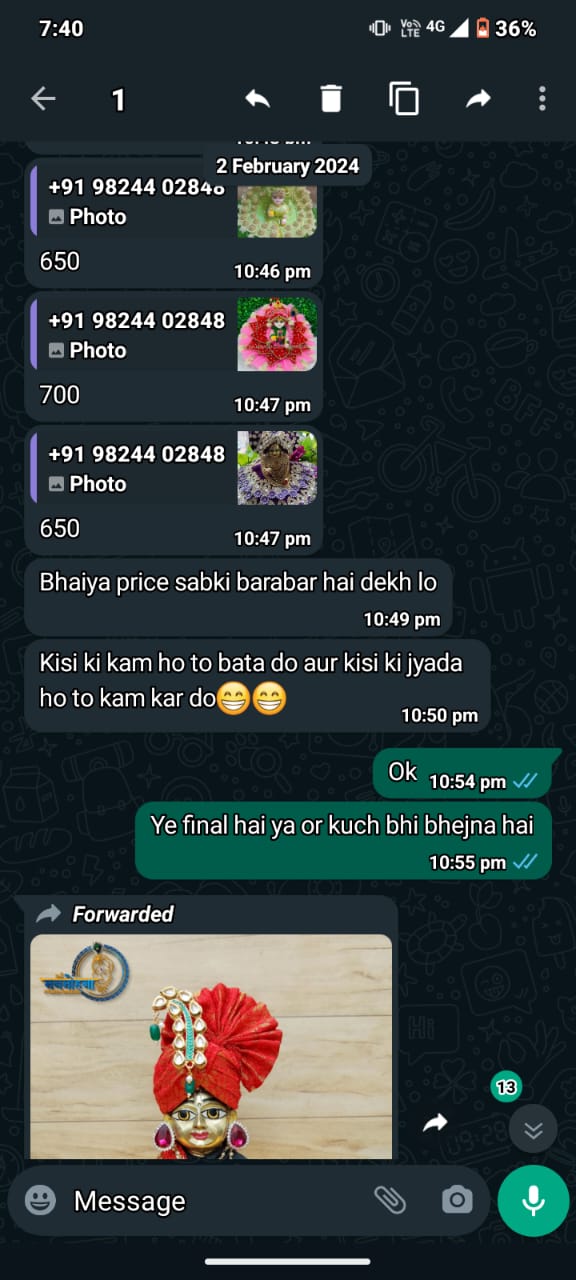 7:40
Vo
LTE
4G
36%
1
2 February 2024
+91 98244 02848
Photo
650
10:46 pm
+91 98244 02848
Photo
700
10:47 pm
+91 98244 02848
Photo
650
10:47 pm
Bhaiya price sabki barabar hai dekh lo
10:49 pm
Kisi ki kam ho to bata do aur kisi ki jyada
ho to kam kar do😁😁
10:50 pm
Ok
10:54 pm
Ye final hai ya or kuch bhi bhejna hai
10:55 pm
Forwarded
13
Message